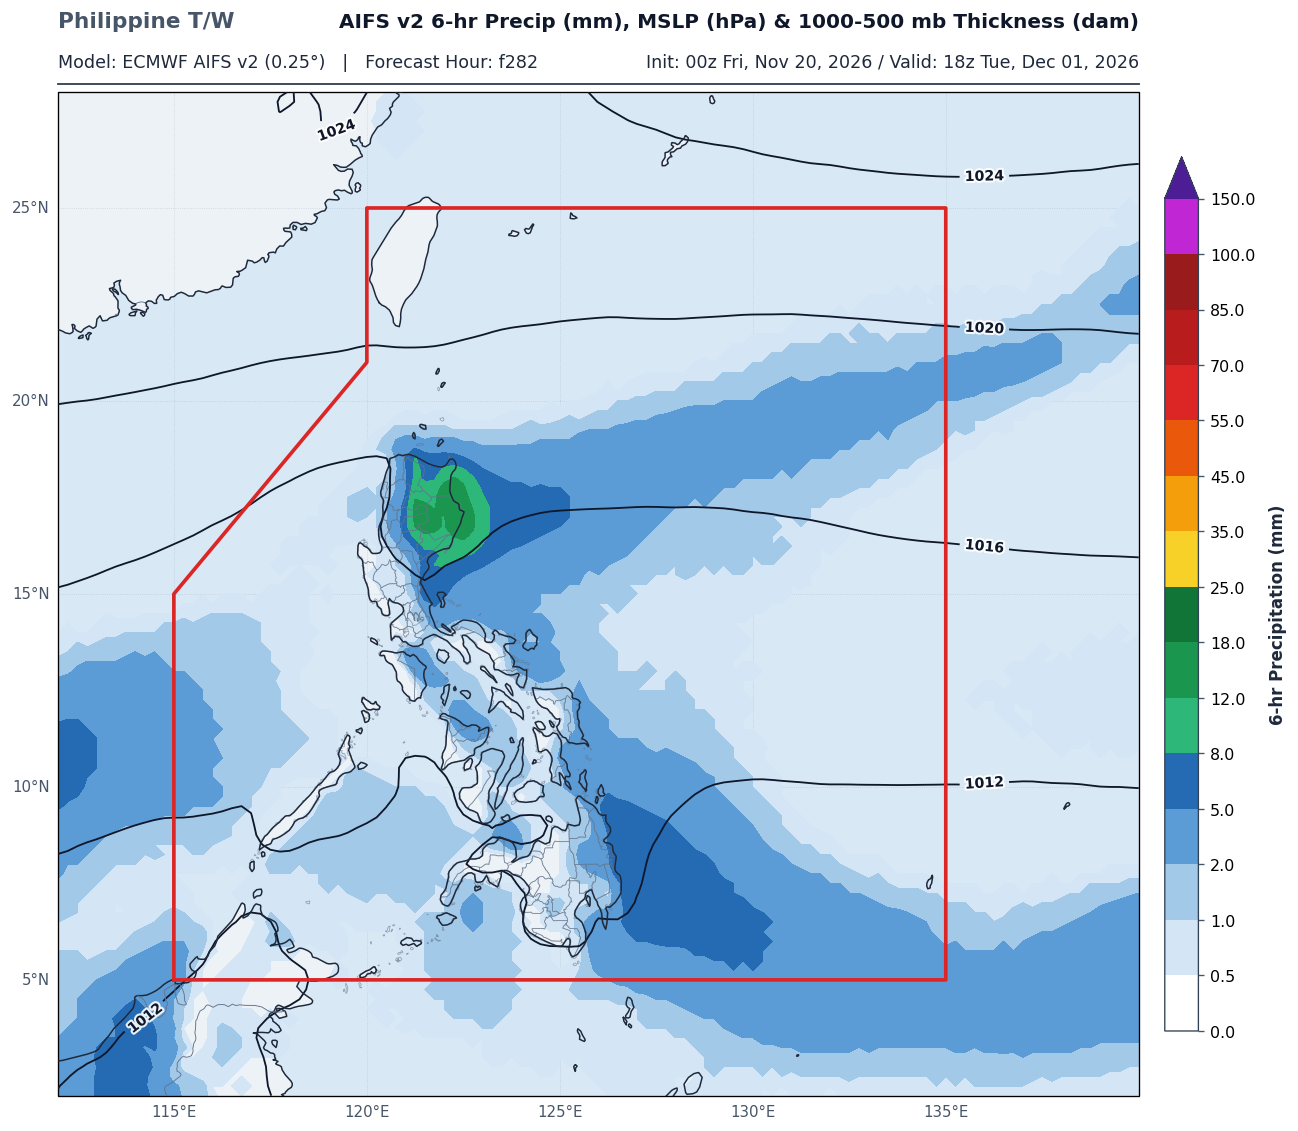 Philippine T/W
AIFS v2 6-hr Precip (mm), MSLP (hPa) & 1000-500 mb Thickness (dam)
Model: ECMWF AIFS v2 (0.25°) | Forecast Hour: f282
Init: 00z Fri, Nov 20, 2026 / Valid: 18z Tue, Dec 01, 2026
1024
1024
1020
1016
1012
1012
25°N
20°N
15°N
10°N
5°N
115°E
120°E
125°E
130°E
135°E
150.0
100.0
85.0
70.0
55.0
45.0
35.0
25.0
18.0
12.0
8.0
5.0
2.0
1.0
0.5
0.0
6-hr Precipitation (mm)